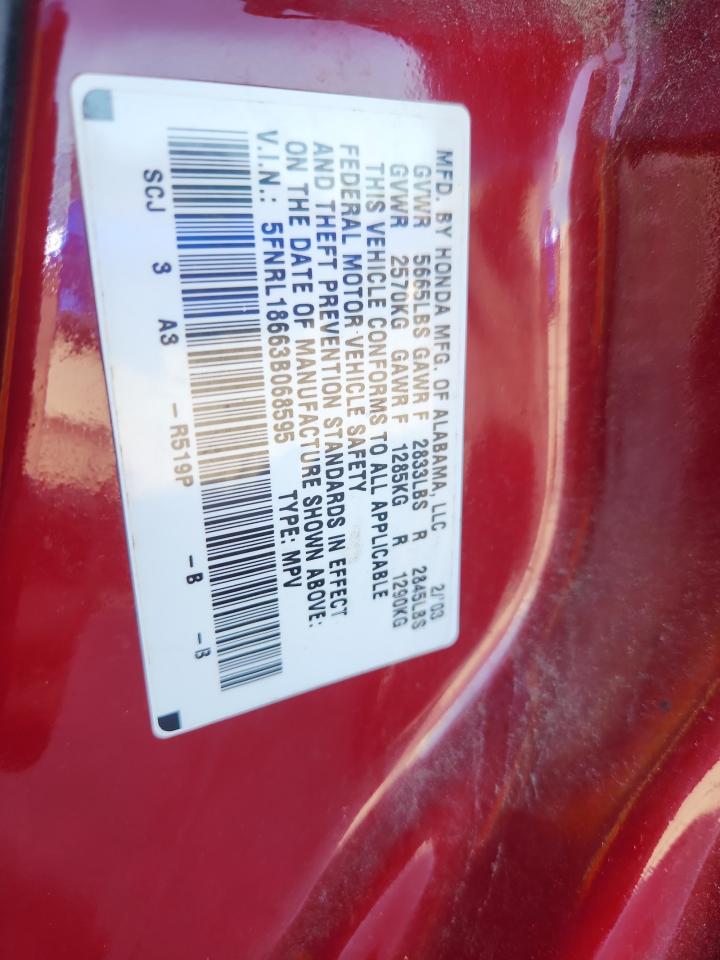 MFD. BY HONDA MFG. OF ALABAMA, LLC 2/'03
GVWR 5665LBS GAWR F 2833LBS R 2845LBS
GVWR 2570KG GAWR F 1285KG R 1290KG
THIS VEHICLE CONFORMS TO ALL APPLICABLE
FEDERAL MOTOR VEHICLE SAFETY
AND THEFT PREVENTION STANDARDS IN EFFECT
ON THE DATE OF MANUFACTURE SHOWN ABOVE:
V.I.N.: 5FNRL18663B068595 TYPE: MPV
SCJ 3 A3 - R519P - B - B